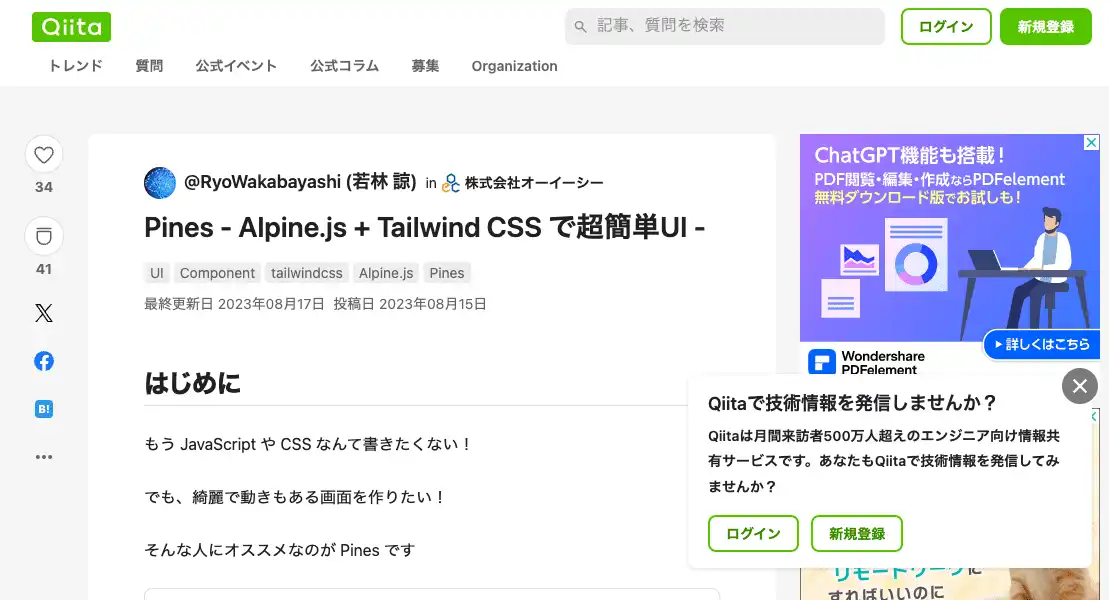 Qiita
記事、質問を検索
ログイン
新規登録
トレンド
質問
公式イベント
公式コラム
募集
Organization
34
41
B!
@RyoWakabayashi (若林 諒) in 株式会社オーイーシー
Pines - Alpine.js + Tailwind CSS で超簡単UI -
UI
Component
tailwindcss
Alpine.js
Pines
最終更新日 2023年08月17日 投稿日 2023年08月15日
はじめに
もう JavaScript や CSS なんて書きたくない！
でも、綺麗で動きもある画面を作りたい！
そんな人にオススメなのが Pines です
ChatGPT機能も搭載！
PDF閲覧・編集・作成ならPDFelement
無料ダウンロード版でお試しも！
詳しくはこちら
Wondershare
PDFelement
Qiitaで技術情報を発信しませんか？
Qiitaは月間来訪者500万人超えのエンジニア向け情報共
有サービスです。あなたもQiitaで技術情報を発信してみ
ませんか？
ログイン
新規登録
リモートワークに
すればいいのに